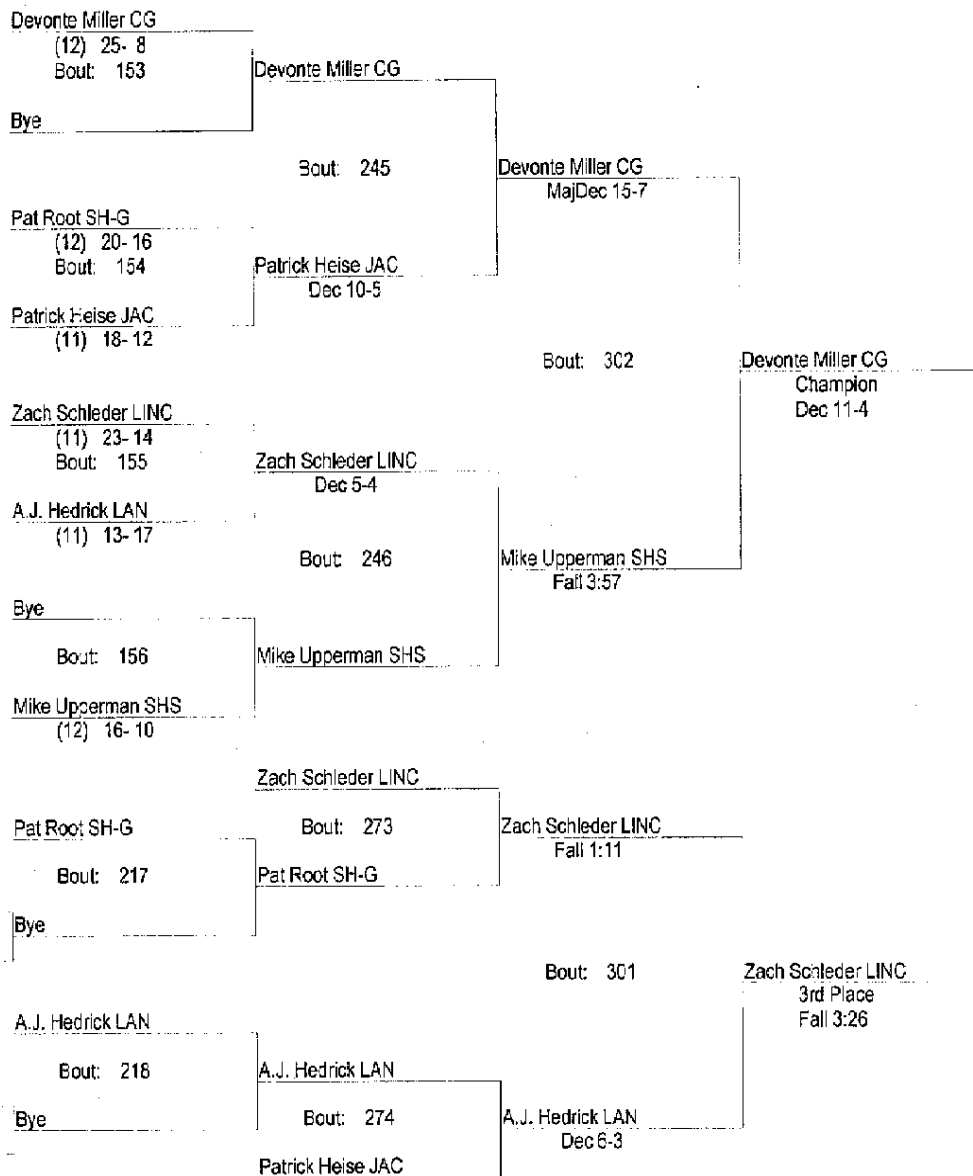 Devonte Miller CG
(12) 25- 8
Bout: 153
Devonte Miller CG
Bye
Bout: 245
Devonte Miller CG
MajDec 15-7
Pat Root SH-G
(12) 20- 16
Bout: 154
Patrick Heise JAC
Dec 10-5
Patrick Heise JAC
(11) 18- 12
Bout: 302
Devonte Miller CG
Champion
Dec 11-4
Zach Schleder LINC
(11) 23- 14
Bout: 155
Zach Schleder LINC
Dec 5-4
A.J. Hedrick LAN
(11) 13- 17
Bout: 246
Mike Upperman SHS
Fall 3:57
Bye
Bout: 156
Mike Upperman SHS
Mike Upperman SHS
(12) 16- 10
Zach Schleder LINC
Pat Root SH-G
Bout: 273
Zach Schleder LINC
Fall 1:11
Bout: 217
Pat Root SH-G
Bye
Bout: 301
Zach Schleder LINC
3rd Place
Fall 3:26
A.J. Hedrick LAN
Bout: 218
A.J. Hedrick LAN
Bye
Bout: 274
A.J. Hedrick LAN
Dec 6-3
Patrick Heise JAC